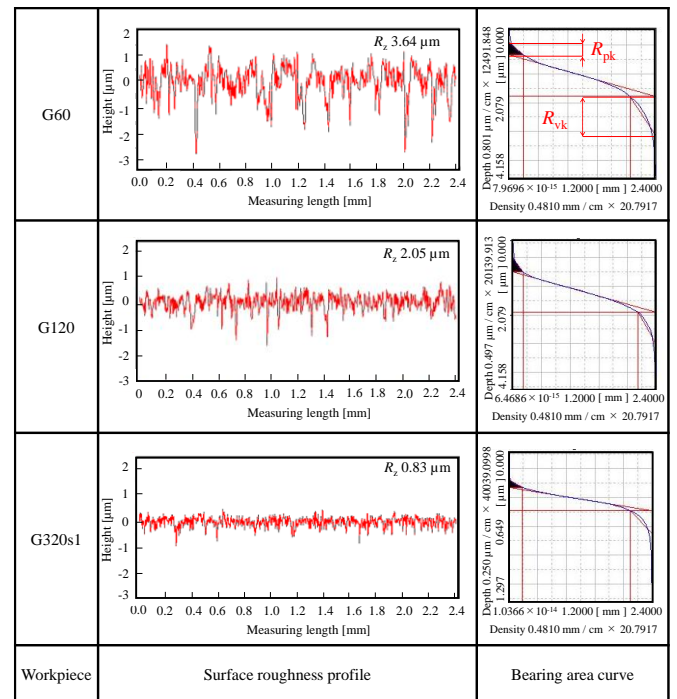 G60
R_z 3.64 µm
Height [µm]
2
1
0
-1
-2
-3
0.0 0.2 0.4 0.6 0.8 1.0 1.2 1.4 1.6 1.8 2.0 2.2 2.4
Measuring length [mm]
R_pk
R_vk
Depth 0.801 µm / cm × 12491.848
[ µm ] 0.000
2.079
4.158
7.9696 × 10⁻¹⁵ 1.2000 [ mm ] 2.4000
Density 0.4810 mm / cm × 20.7917
G120
R_z 2.05 µm
Height [µm]
2
1
0
-1
-2
-3
0.0 0.2 0.4 0.6 0.8 1.0 1.2 1.4 1.6 1.8 2.0 2.2 2.4
Measuring length [mm]
Depth 0.497 µm / cm × 20139.913
[ µm ] 0.000
2.079
4.158
6.4686 × 10⁻¹⁵ 1.2000 [ mm ] 2.4000
Density 0.4810 mm / cm × 20.7917
G320s1
R_z 0.83 µm
Height [µm]
2
1
0
-1
-2
-3
0.0 0.2 0.4 0.6 0.8 1.0 1.2 1.4 1.6 1.8 2.0 2.2 2.4
Measuring length [mm]
Depth 0.250 µm / cm × 40039.0998
[ µm ] 0.000
0.649
1.297
1.0366 × 10⁻¹⁴ 1.2000 [ mm ] 2.4000
Density 0.4810 mm / cm × 20.7917
Workpiece
Surface roughness profile
Bearing area curve